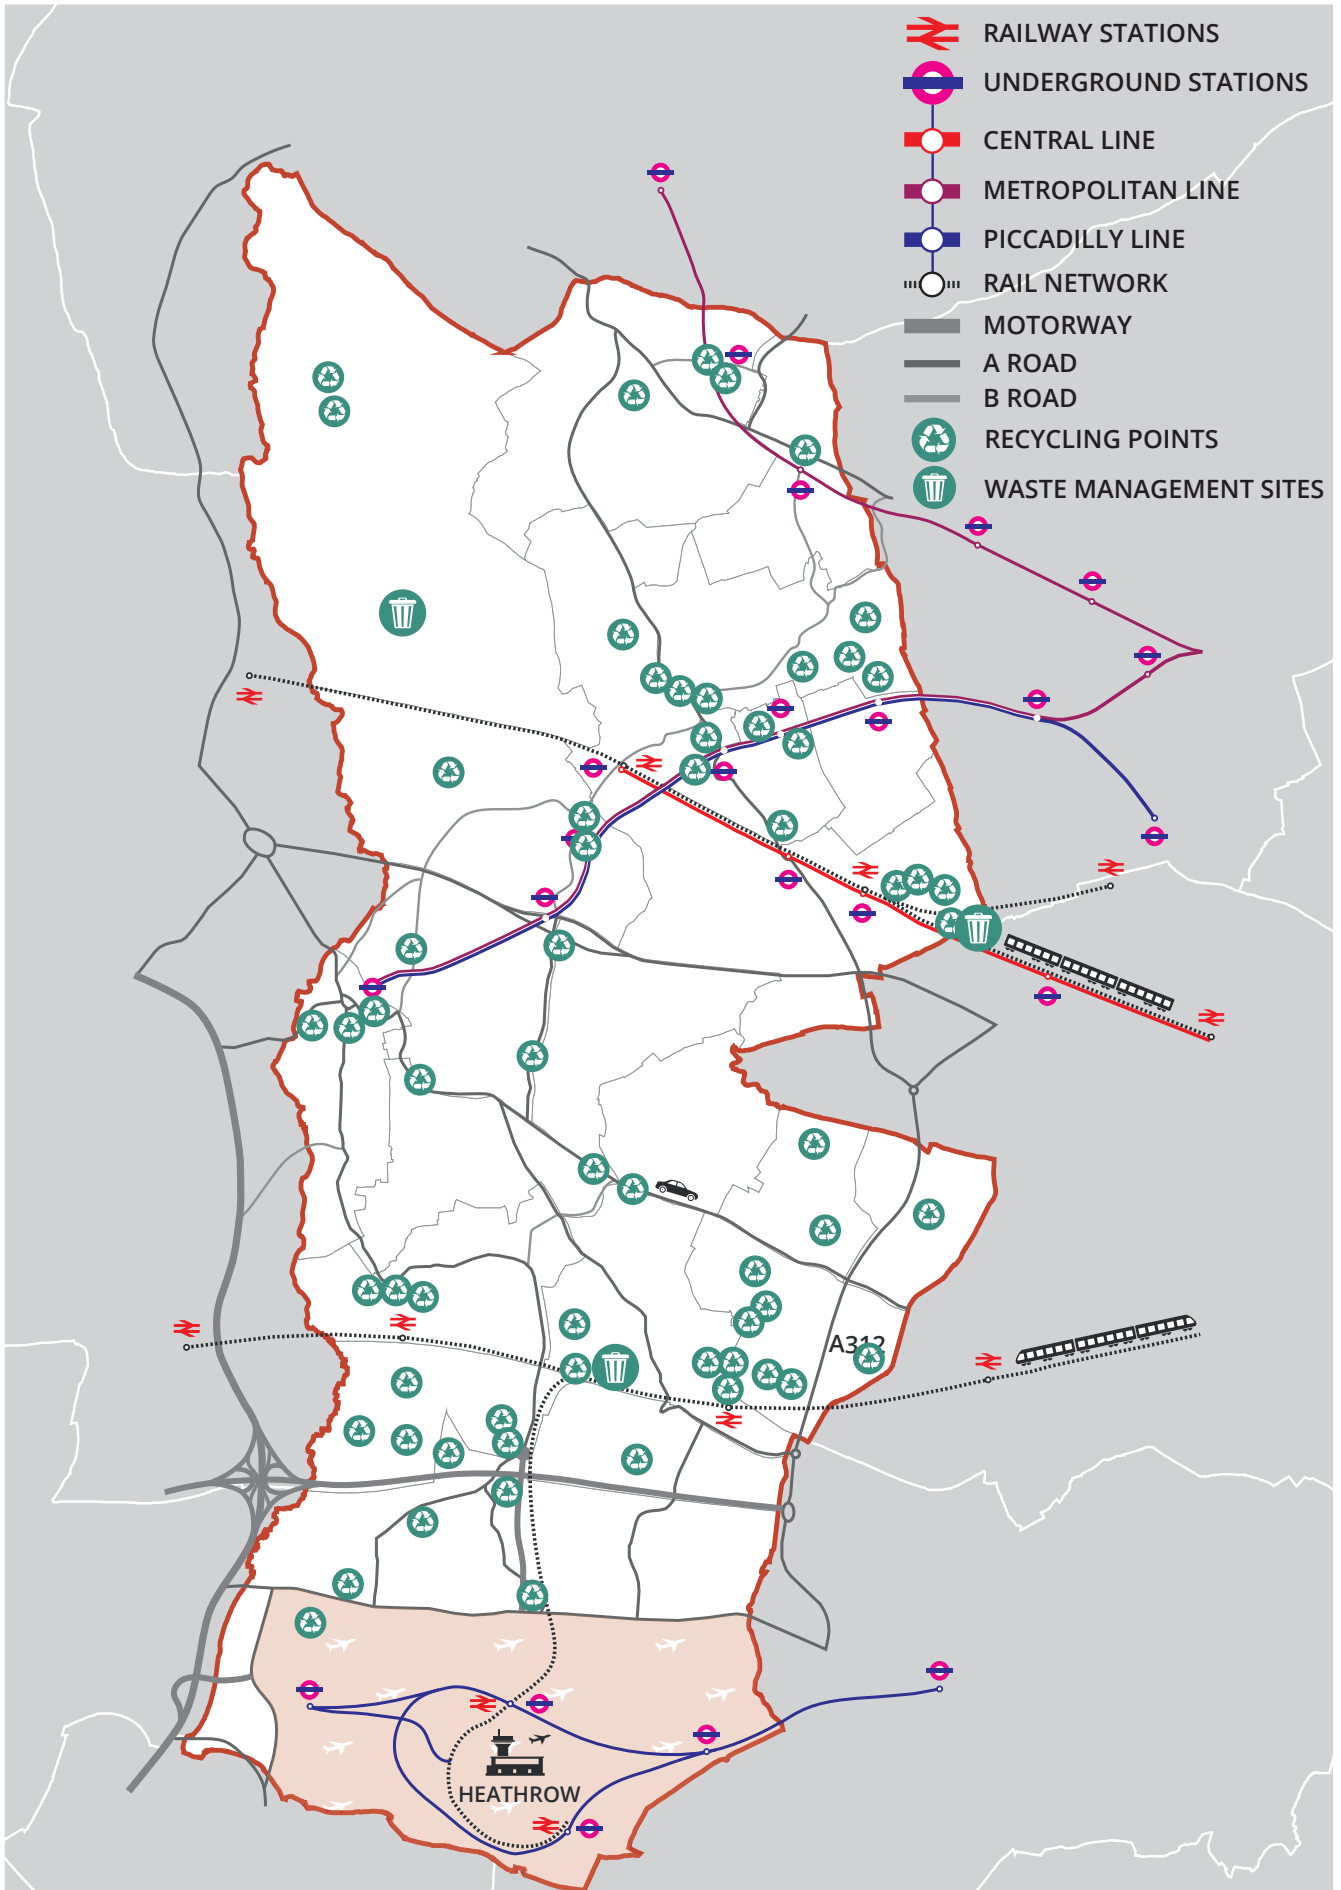 RAILWAY STATIONS
UNDERGROUND STATIONS
CENTRAL LINE
METROPOLITAN LINE
PICCADILLY LINE
RAIL NETWORK
MOTORWAY
A ROAD
B ROAD
RECYCLING POINTS
WASTE MANAGEMENT SITES
A312
HEATHROW